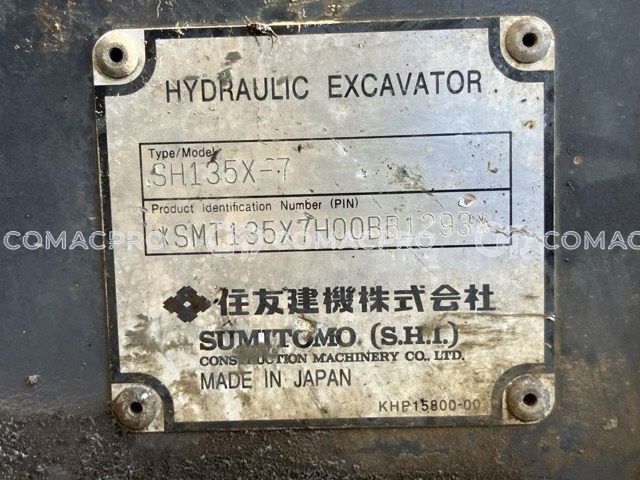 HYDRAULIC EXCAVATOR
Type/Model
SH135X-7
Product Identification Number (PIN)
*SMT135X7H00BB1293*
COMACPRO COMACPRO COMACPRO
住友建機株式会社
SUMITOMO (S.H.I.)
CONSTRUCTION MACHINERY CO., LTD.
MADE IN JAPAN
KHP15800-00